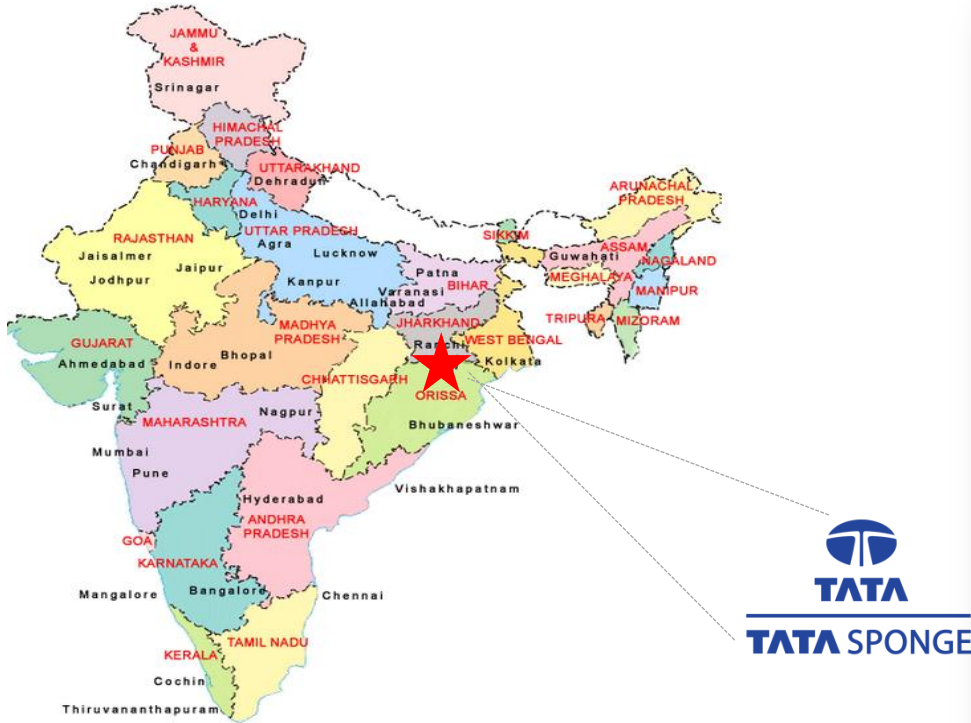 JAMMU
&
KASHMIR
Srinagar
HIMACHAL
PRADESH
PUNJAB
Chandigarh
UTTARAKHAND
Dehradun
HARYANA
Delhi
UTTAR PRADESH
Agra
Lucknow
Kanpur
Allahabad
Varanasi
Patna
BIHAR
SIKKIM
ARUNACHAL
PRADESH
ASSAM
Guwahati
NAGALAND
MEGHALAYA
MANIPUR
TRIPURA
MIZORAM
RAJASTHAN
Jaisalmer
Jaipur
Jodhpur
GUJARAT
Ahmedabad
Surat
MADHYA
PRADESH
Bhopal
Indore
JHARKHAND
Ranchi
WEST BENGAL
Kolkata
CHHATTISGARH
ORISSA
Bhubaneshwar
MAHARASHTRA
Nagpur
Mumbai
Pune
Hyderabad
Vishakhapatnam
ANDHRA
PRADESH
GOA
KARNATAKA
Mangalore
Bangalore
Chennai
TAMIL NADU
KERALA
Cochin
Thiruvananthapuram
TATA
TATA SPONGE